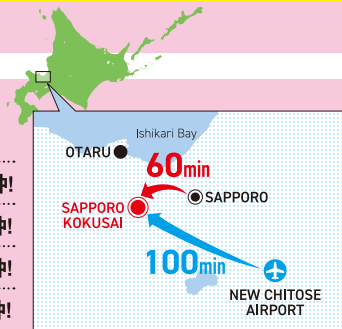 Ishikari Bay
OTARU
60min
SAPPORO
SAPPORO
KOKUSAI
100min
NEW CHITOSE
AIRPORT
!
!
!
!